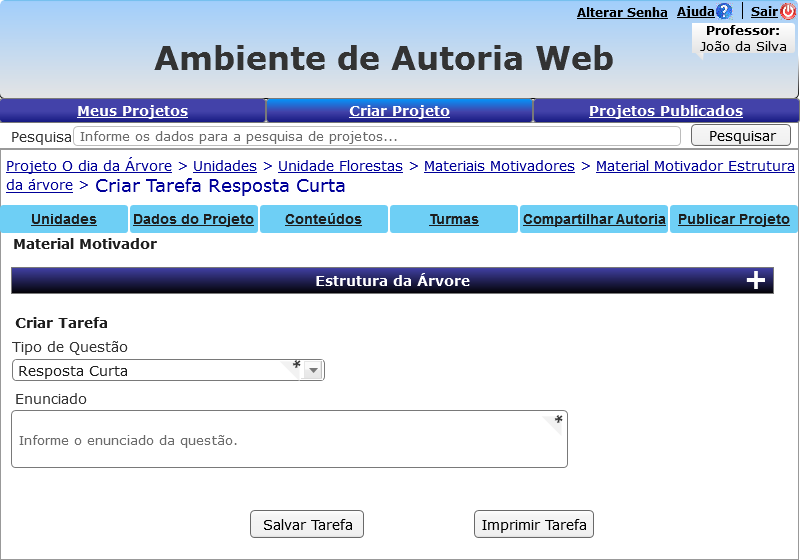 Alterar Senha Ajuda ? Sair
Professor:
João da Silva
Ambiente de Autoria Web
Meus Projetos Criar Projeto Projetos Publicados
Pesquisa Informe os dados para a pesquisa de projetos... Pesquisar
Projeto O dia da Árvore > Unidades > Unidade Florestas > Materiais Motivadores > Material Motivador Estrutura
da árvore > Criar Tarefa Resposta Curta
Unidades Dados do Projeto Conteúdos Turmas Compartilhar Autoria Publicar Projeto
Material Motivador
Estrutura da Árvore +
Criar Tarefa
Tipo de Questão
Resposta Curta *
Enunciado
Informe o enunciado da questão. *
Salvar Tarefa Imprimir Tarefa